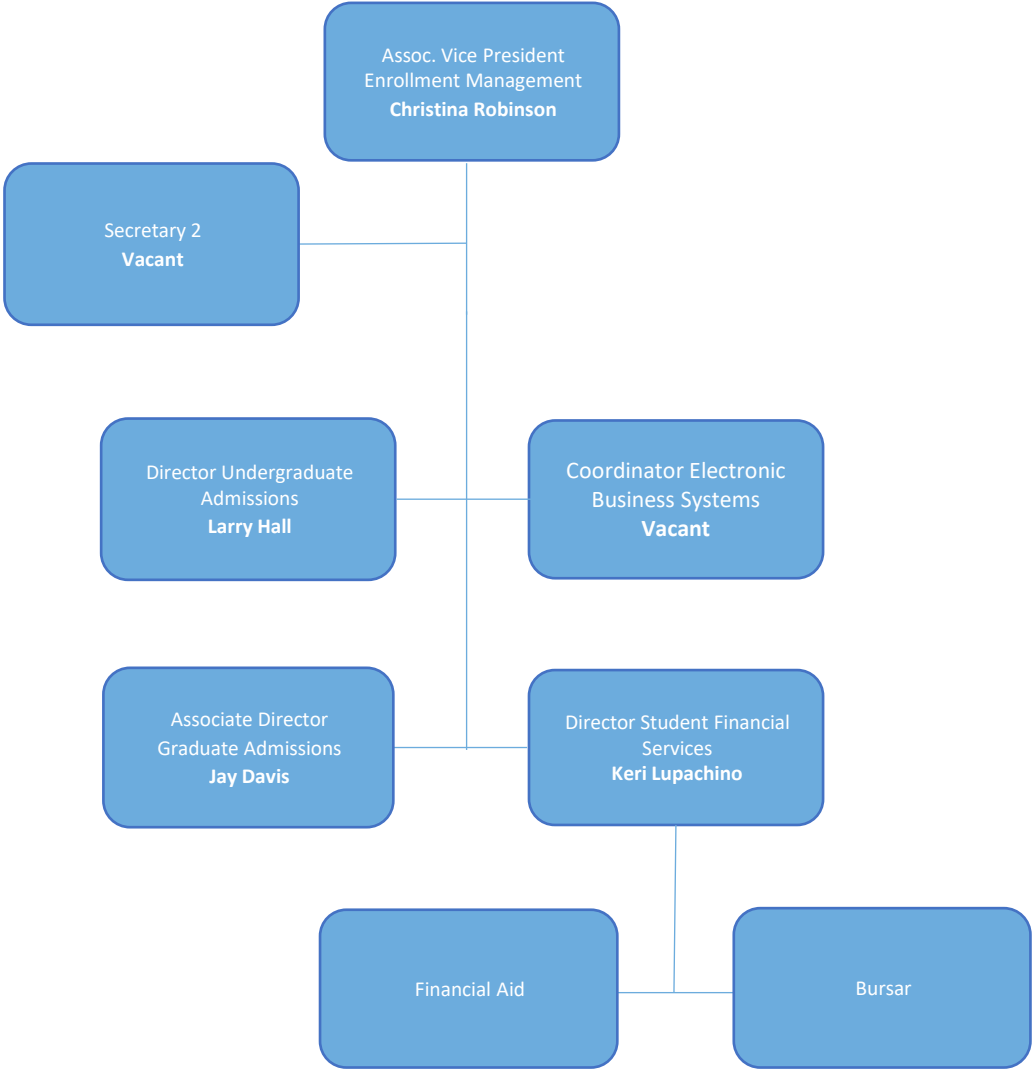 Assoc. Vice President
Enrollment Management
Christina Robinson
Secretary 2
Vacant
Director Undergraduate
Admissions
Larry Hall
Coordinator Electronic
Business Systems
Vacant
Associate Director
Graduate Admissions
Jay Davis
Director Student Financial
Services
Keri Lupachino
Financial Aid
Bursar